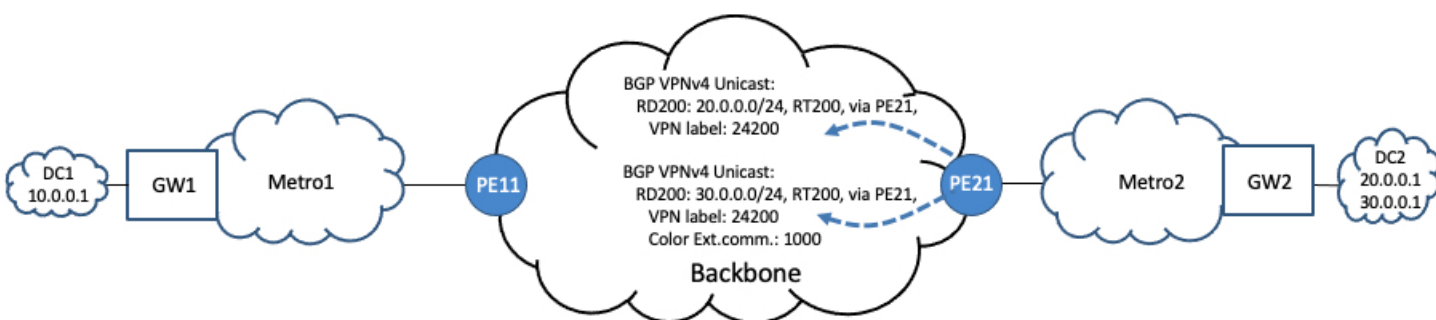 BGP VPNv4 Unicast:
RD200: 20.0.0.0/24, RT200, via PE21,
VPN label: 24200
DC1
10.0.0.1
GW1
Metro1
PE11
BGP VPNv4 Unicast:
RD200: 30.0.0.0/24, RT200, via PE21,
VPN label: 24200
Color Ext.comm.: 1000
Backbone
PE21
Metro2
GW2
DC2
20.0.0.1
30.0.0.1